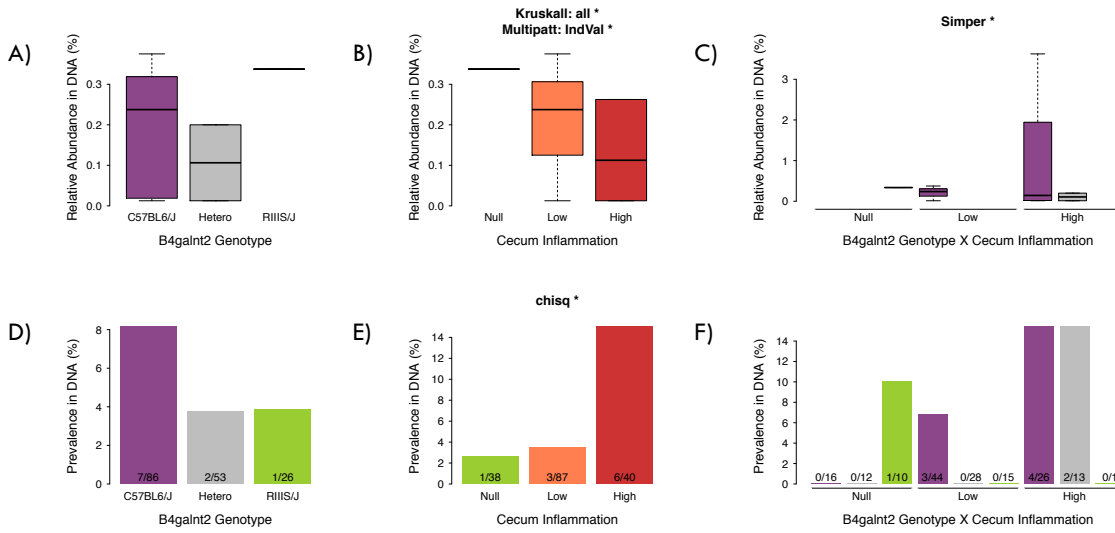 A)
Relative Abundance in DNA (%)
0.3
0.2
0.1
0.0
C57BL6/J Hetero RIIIS/J
B4galnt2 Genotype
B)
Kruskall: all *
Multipatt: IndVal *
Relative Abundance in DNA (%)
0.3
0.2
0.1
0.0
Null Low High
Cecum Inflammation
C)
Simper *
Relative Abundance in DNA (%)
3
2
1
0
Null Low High
B4galnt2 Genotype X Cecum Inflammation
D)
Prevalence in DNA (%)
8
6
4
2
0
7/86 2/53 1/26
C57BL6/J Hetero RIIIS/J
B4galnt2 Genotype
E)
chisq *
Prevalence in DNA (%)
14
12
10
8
6
4
2
0
1/38 3/87 6/40
Null Low High
Cecum Inflammation
F)
Prevalence in DNA (%)
14
12
10
8
6
4
2
0
0/16 0/12 1/10 3/44 0/28 0/15 4/26 2/13 0/1
Null Low High
B4galnt2 Genotype X Cecum Inflammation